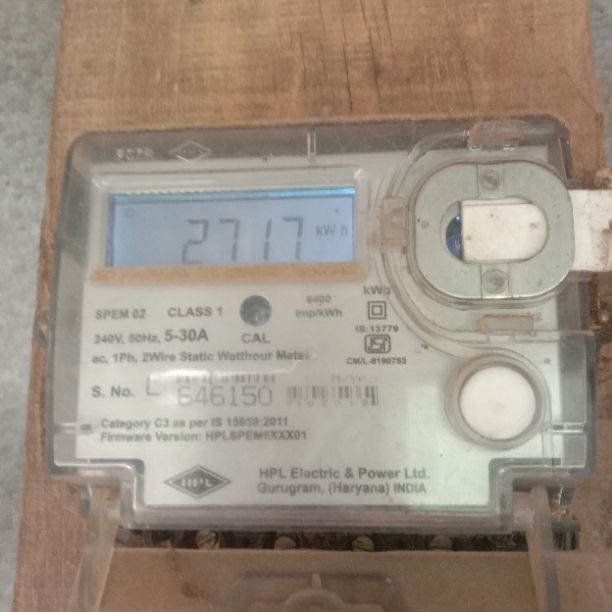 HPL
2717 kWh
SPEM 02 CLASS 1
6400
imp/kWh
kWo
240V, 50Hz, 5-30A CAL
IS:13779
ac, 1Ph, 2Wire Static Watthour Meter
CM/L-9190753
S. No. 646150
Category C3 as per IS 15959:2011
Firmware Version: HPLSPEM6XXX01
HPL
HPL Electric & Power Ltd.
Gurugram, (Haryana) INDIA